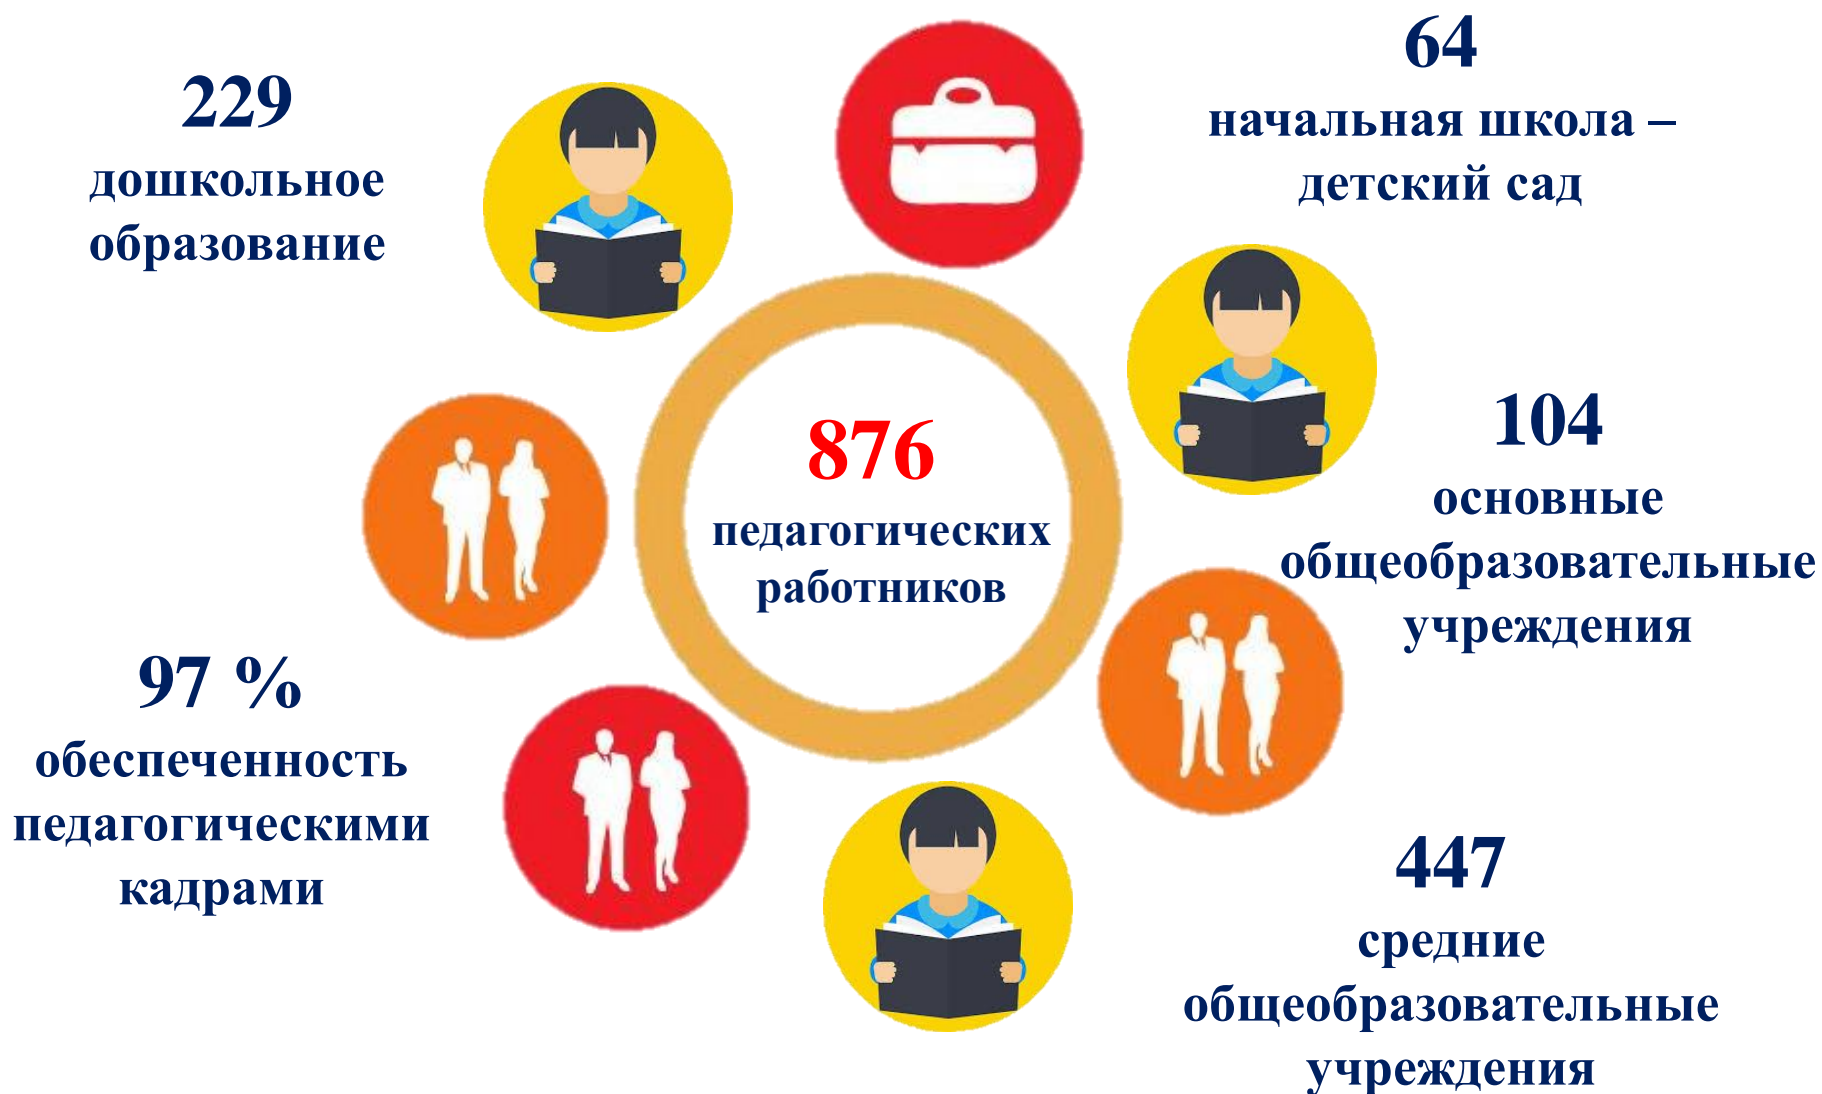 229
дошкольное
образование
64
начальная школа –
детский сад
876
педагогических
работников
104
основные
общеобразовательные
учреждения
97 %
обеспеченность
педагогическими
кадрами
447
средние
общеобразовательные
учреждения